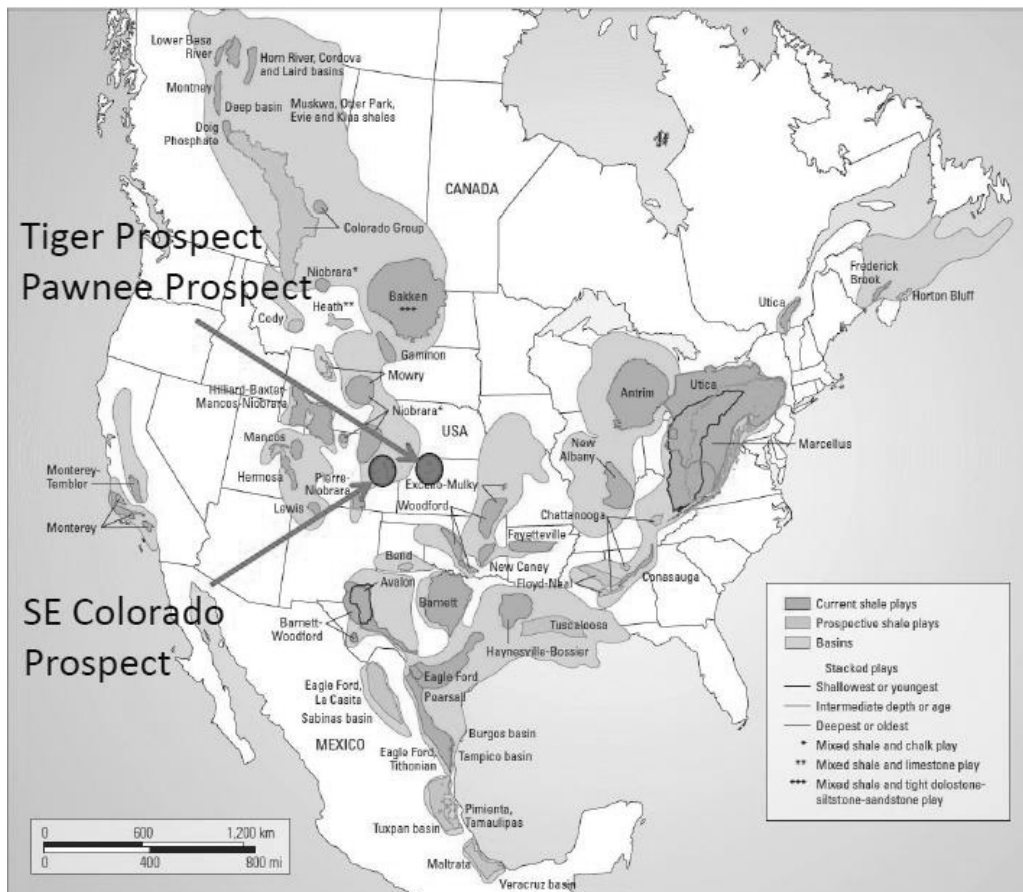 Lower Besa
River
Horn River, Cordova
and Laird basins
Montney
Deep basin
Muskwa, Otter Park,
Evie and Klua shales
Doig
Phosphate
CANADA
Colorado Group
Tiger Prospect
Pawnee Prospect
Niobrara*
Bakken
***
Heath**
Cody
Gammon
Mowry
Hilliard-Baxter-
Mancos-Niobrara
Niobrara*
USA
Antrim
Utica
Utica
Frederick
Brook
Horton Bluff
Marcellus
Mancos
New
Albany
Monterey-
Temblor
Hermosa
Pierre-
Niobrara
Excello-Mulky
Woodford
Monterey
Lewis
Chattanooga
Fayetteville
Bend
New Caney
Floyd-Neal
Conasauga
Avalon
SE Colorado
Prospect
Barnett
Barnett-
Woodford
Tuscaloosa
Haynesville-Bossier
Eagle Ford
Pearsall
Eagle Ford,
La Casita
Sabinas basin
MEXICO
Burgos basin
Eagle Ford,
Tithonian
Tampico basin
Pimienta,
Tamaulipas
Tuxpan basin
Maltrata
Veracruz basin
Current shale plays
Prospective shale plays
Basins
Stacked plays
Shallowest or youngest
Intermediate depth or age
Deepest or oldest
* Mixed shale and chalk play
** Mixed shale and limestone play
*** Mixed shale and tight dolostone-
siltstone-sandstone play
0 600 1,200 km
0 400 800 mi